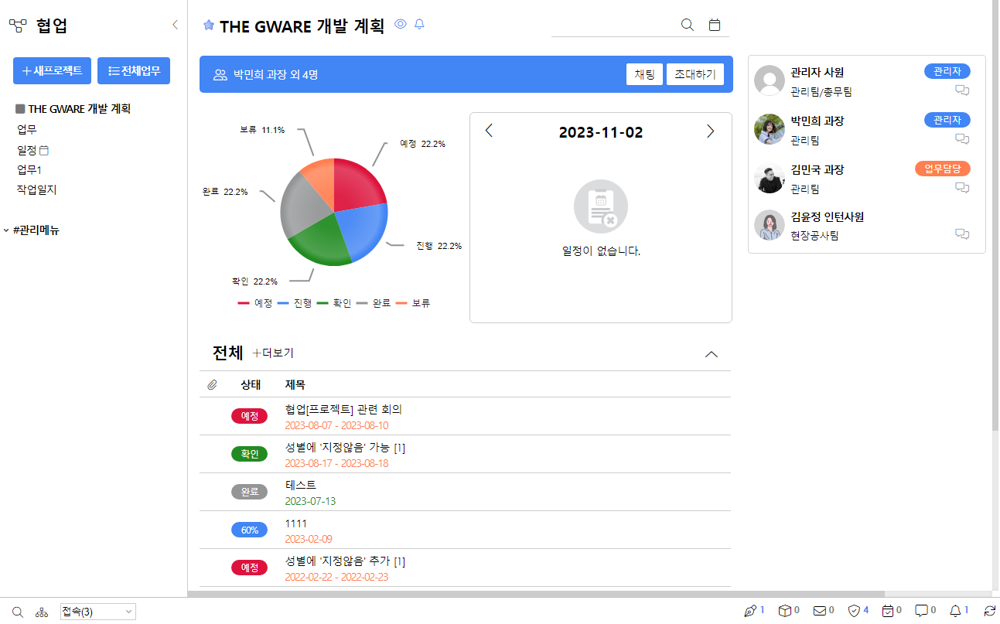 협업
THE GWARE 개발 계획
새프로젝트
전체업무
THE GWARE 개발 계획
업무
일정
업무1
작업일지
#관리메뉴
박민희 과장 외 4명
채팅
초대하기
보류 11.1%
예정 22.2%
완료 22.2%
진행 22.2%
확인 22.2%
예정 진행 확인 완료 보류
2023-11-02
일정이 없습니다.
관리자 사원
관리자
관리팀/총무팀
박민희 과장
관리자
관리팀
김민국 과장
업무담당
관리팀
김윤정 인턴사원
현장공사팀
전체 +더보기
상태 제목
예정 협업[프로젝트] 관련 회의
2023-08-07 - 2023-08-10
확인 성별에 '지정않음' 가능 [1]
2023-08-17 - 2023-08-18
완료 테스트
2023-07-13
60% 1111
2023-02-09
예정 성별에 '지정않음' 추가 [1]
2022-02-22 - 2022-02-23
접속(3)
1 0 0 4 0 0 1